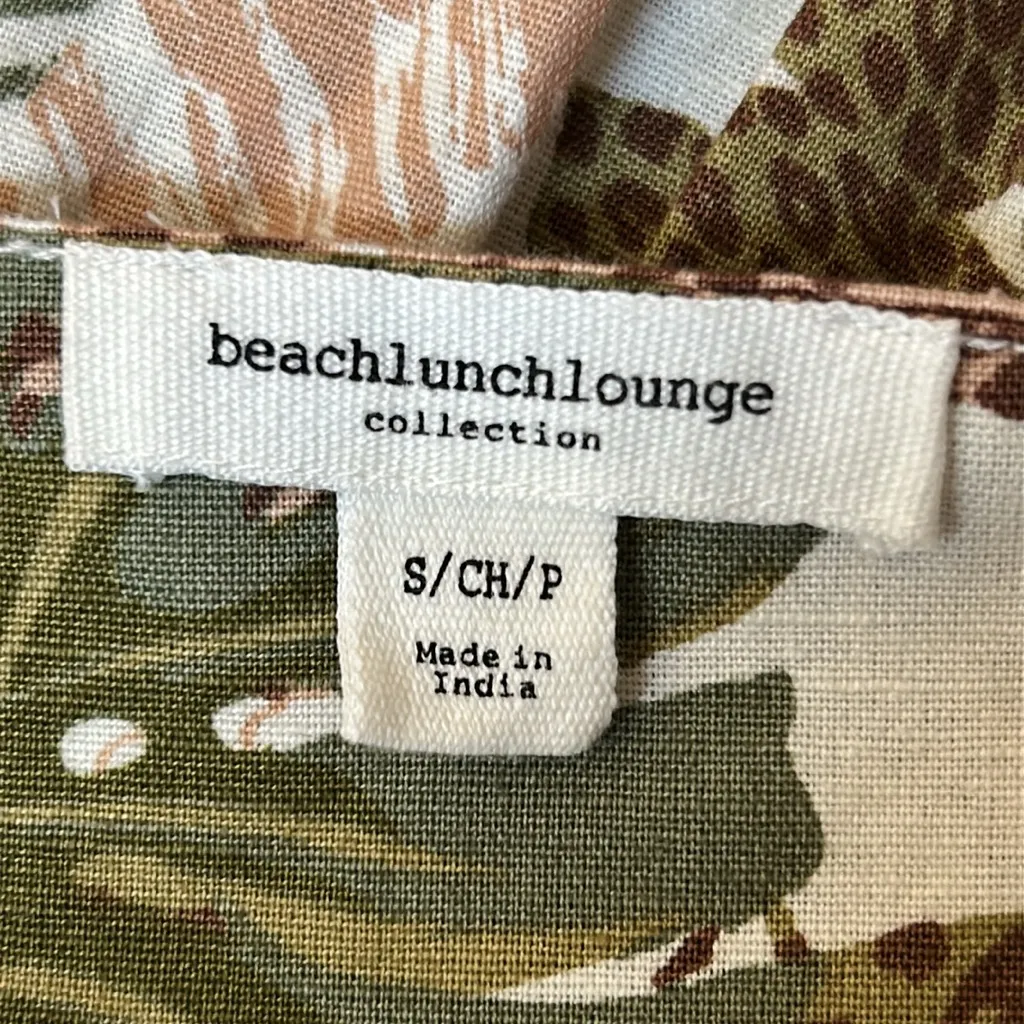 beachlunchlounge
collection
S/CH/P
Made in
India